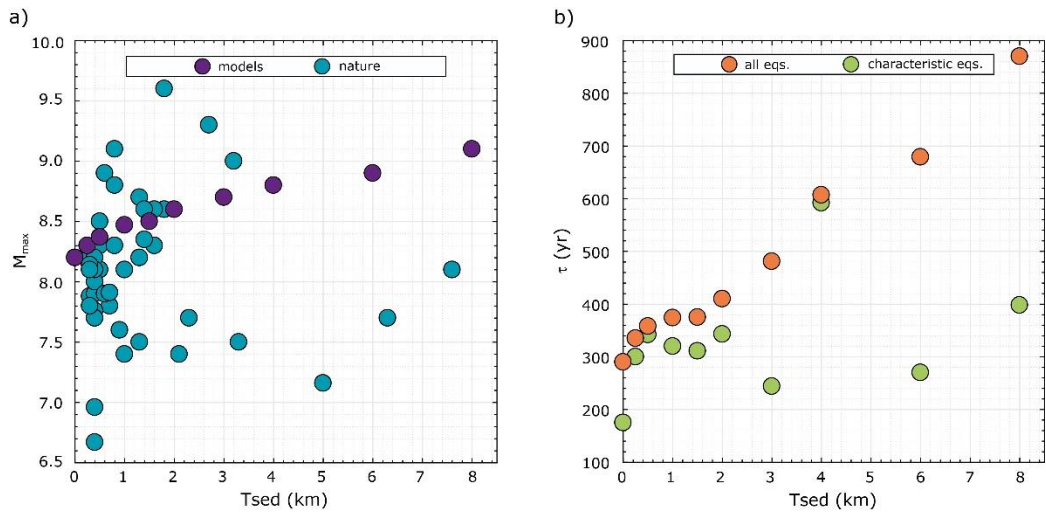 a)
models nature
10.0
9.5
9.0
8.5
8.0
7.5
7.0
6.5
Mmax
0 1 2 3 4 5 6 7 8
Tsed (km)
b)
all eqs. characteristic eqs.
900
800
700
600
500
400
300
200
100
τ (yr)
0 1 2 3 4 5 6 7 8
Tsed (km)